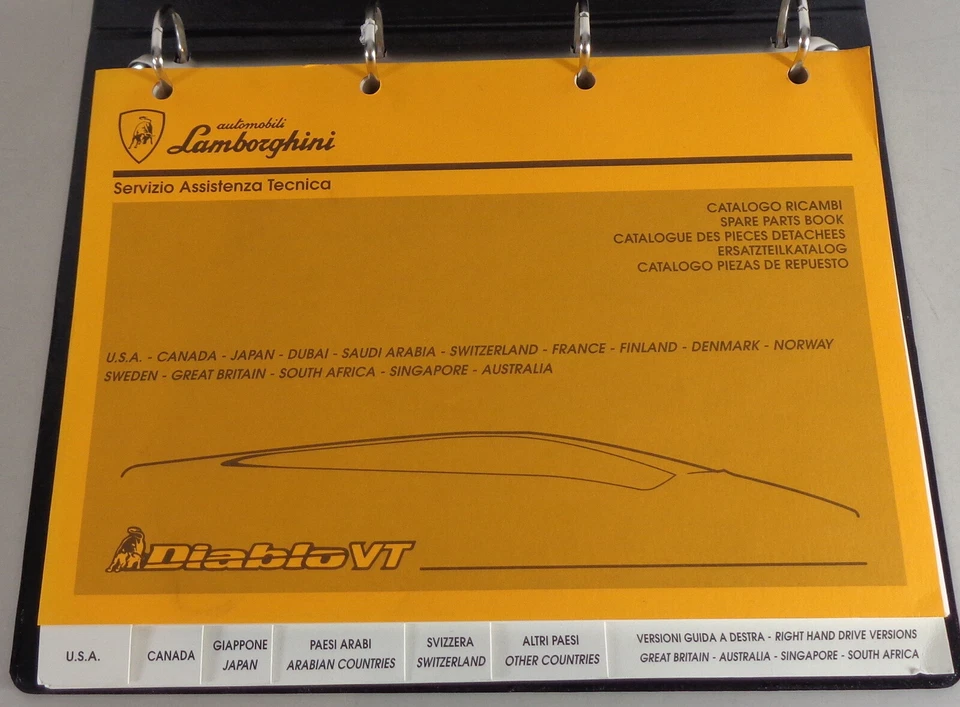 automobili
Lamborghini
Servizio Assistenza Tecnica
CATALOGO RICAMBI
SPARE PARTS BOOK
CATALOGUE DES PIECES DETACHEES
ERSATZTEILKATALOG
CATALOGO PIEZAS DE REPUESTO
U.S.A. - CANADA - JAPAN - DUBAI - SAUDI ARABIA - SWITZERLAND - FRANCE - FINLAND - DENMARK - NORWAY
SWEDEN - GREAT BRITAIN - SOUTH AFRICA - SINGAPORE - AUSTRALIA
Diablo VT
U.S.A.
CANADA
GIAPPONE
JAPAN
PAESI ARABI
ARABIAN COUNTRIES
SVIZZERA
SWITZERLAND
ALTRI PAESI
OTHER COUNTRIES
VERSIONI GUIDA A DESTRA - RIGHT HAND DRIVE VERSIONS
GREAT BRITAIN - AUSTRALIA - SINGAPORE - SOUTH AFRICA